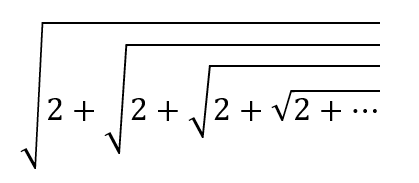 √(2 + √(2 + √(2 + √(2 + ⋯))))